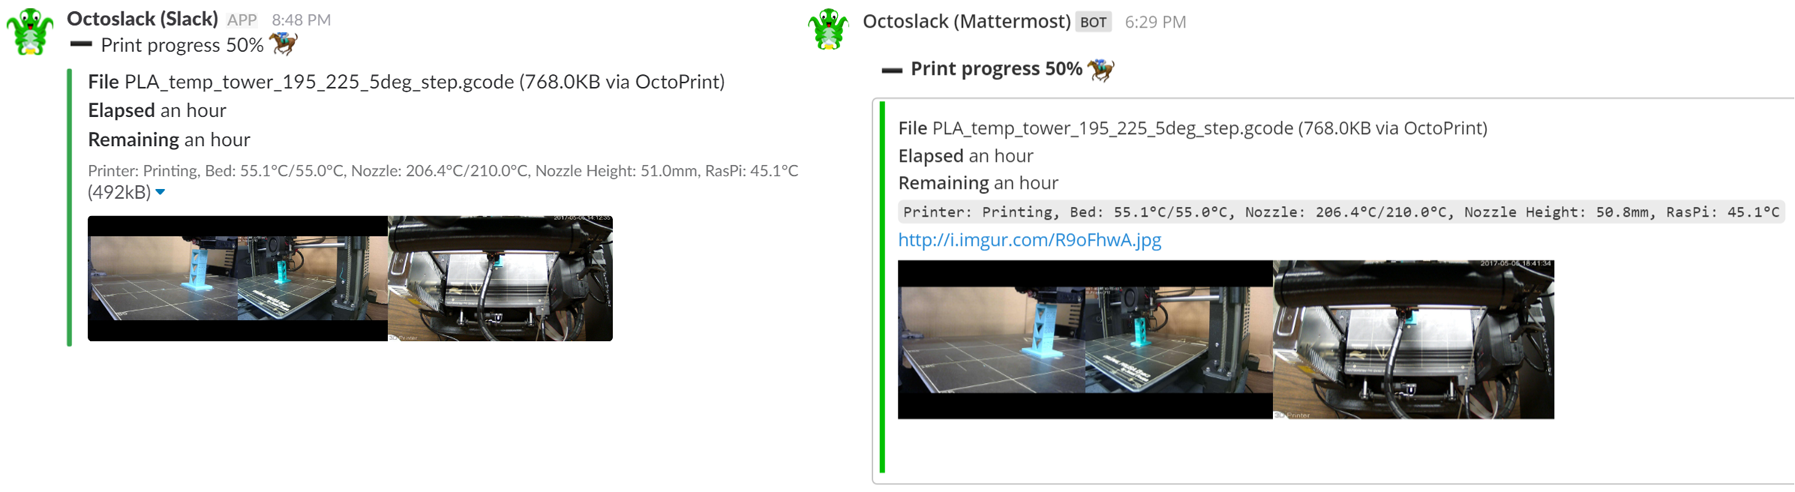 Octoslack (Slack) APP 8:48 PM
Print progress 50%
File PLA_temp_tower_195_225_5deg_step.gcode (768.0KB via OctoPrint)
Elapsed an hour
Remaining an hour
Printer: Printing, Bed: 55.1°C/55.0°C, Nozzle: 206.4°C/210.0°C, Nozzle Height: 51.0mm, RasPi: 45.1°C
(492kB)
Octoslack (Mattermost) BOT 6:29 PM
Print progress 50%
File PLA_temp_tower_195_225_5deg_step.gcode (768.0KB via OctoPrint)
Elapsed an hour
Remaining an hour
Printer: Printing, Bed: 55.1°C/55.0°C, Nozzle: 206.4°C/210.0°C, Nozzle Height: 50.8mm, RasPi: 45.1°C
http://i.imgur.com/R9oFhwA.jpg